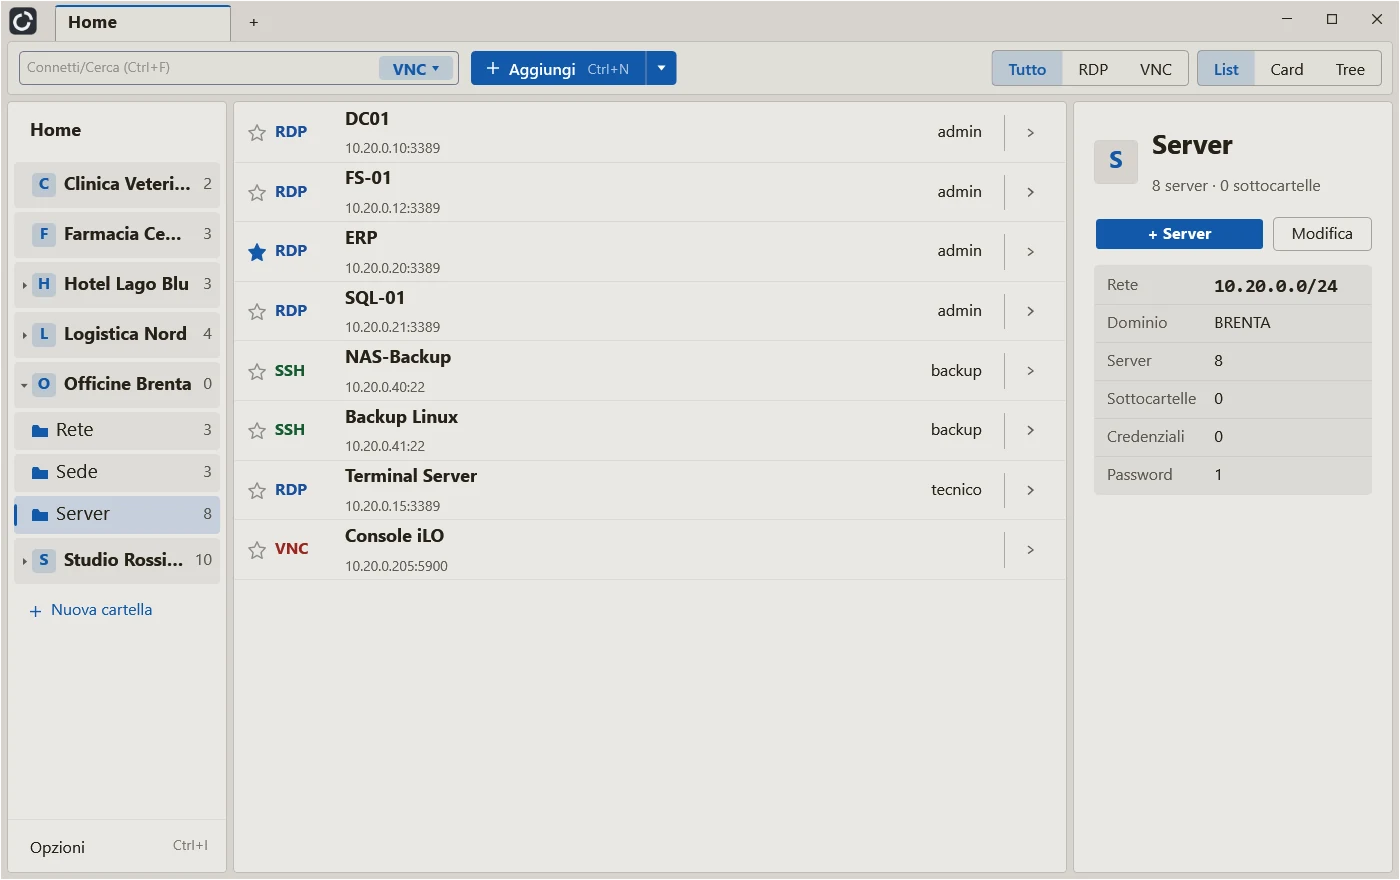 Home
+
Connetti/Cerca (Ctrl+F)
VNC
+ Aggiungi Ctrl+N
Tutto RDP VNC
List Card Tree
Home
C Clinica Veteri... 2
F Farmacia Ce... 3
H Hotel Lago Blu 3
L Logistica Nord 4
O Officine Brenta 0
Rete 3
Sede 3
Server 8
S Studio Rossi... 10
+ Nuova cartella
Opzioni Ctrl+I
RDP DC01 admin
10.20.0.10:3389
RDP FS-01 admin
10.20.0.12:3389
RDP ERP admin
10.20.0.20:3389
RDP SQL-01 admin
10.20.0.21:3389
SSH NAS-Backup backup
10.20.0.40:22
SSH Backup Linux backup
10.20.0.41:22
RDP Terminal Server tecnico
10.20.0.15:3389
VNC Console iLO
10.20.0.205:5900
S Server
8 server · 0 sottocartelle
+ Server Modifica
Rete 10.20.0.0/24
Dominio BRENTA
Server 8
Sottocartelle 0
Credenziali 0
Password 1